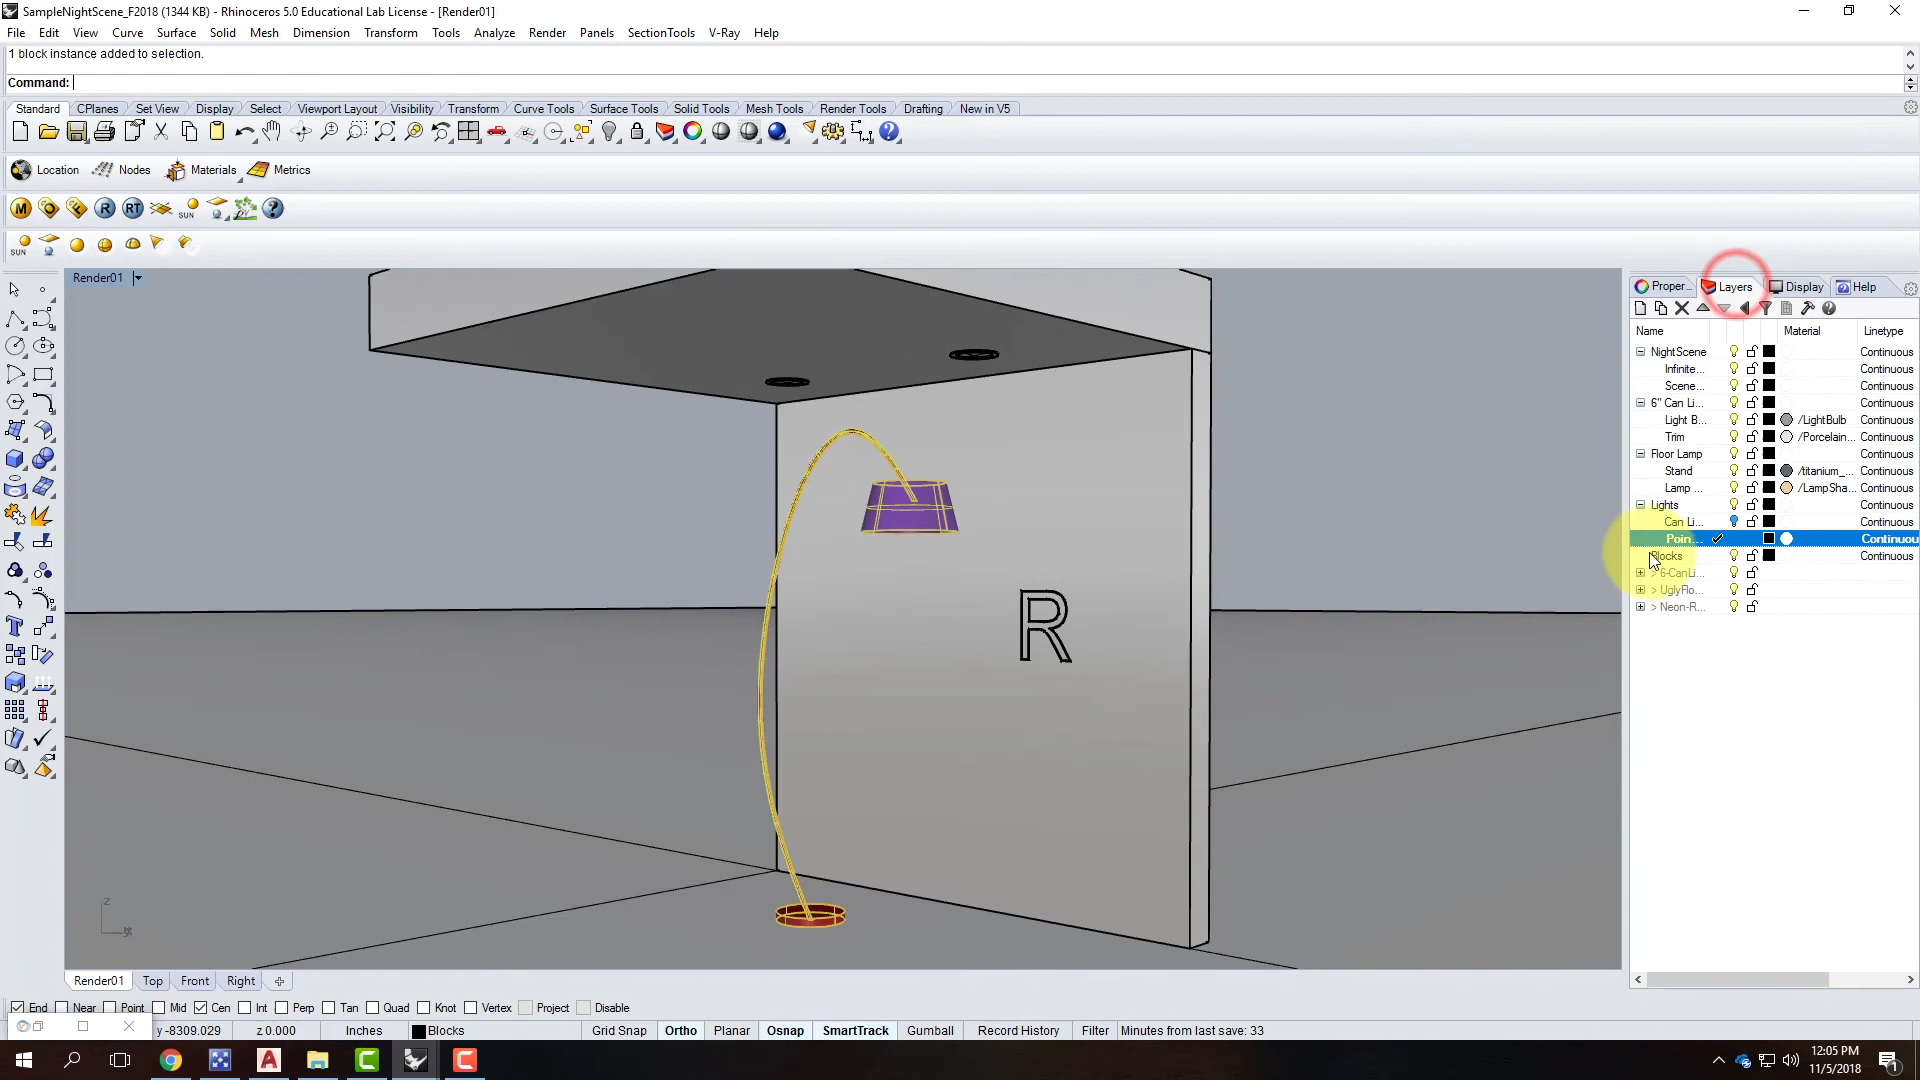 SampleNightScene_F2018 (1344 KB) - Rhinoceros 5.0 Educational Lab License - [Render01]
File Edit View Curve Surface Solid Mesh Dimension Transform Tools Analyze Render Panels SectionTools V-Ray Help
1 block instance added to selection.
Command:
Standard CPlanes Set View Display Select Viewport Layout Visibility Transform Curve Tools Surface Tools Solid Tools Mesh Tools Render Tools Drafting New in V5
Location Nodes Materials Metrics
M O F R RT SUN
SUN
Render01
Proper... Layers Display Help
Name Material Linetype
NightScene Continuous
Infinite... Continuous
Scene... Continuous
6" Can Li... Continuous
Light B... /LightBulb Continuous
Trim /Porcelain... Continuous
Floor Lamp Continuous
Stand /titanium_... Continuous
Lamp ... /LampSha... Continuous
Lights Continuous
Can Li... Continuous
Poin... Continuou
Blocks Continuous
> 6-CanLi...
> UglyFlo...
> Neon-R...
R
z
Render01 Top Front Right
End Near Point Mid Cen Int Perp Tan Quad Knot Vertex Project Disable
y -8309.029 z 0.000 Inches Blocks Grid Snap Ortho Planar Osnap SmartTrack Gumball Record History Filter Minutes from last save: 33
12:05 PM
11/5/2018
1